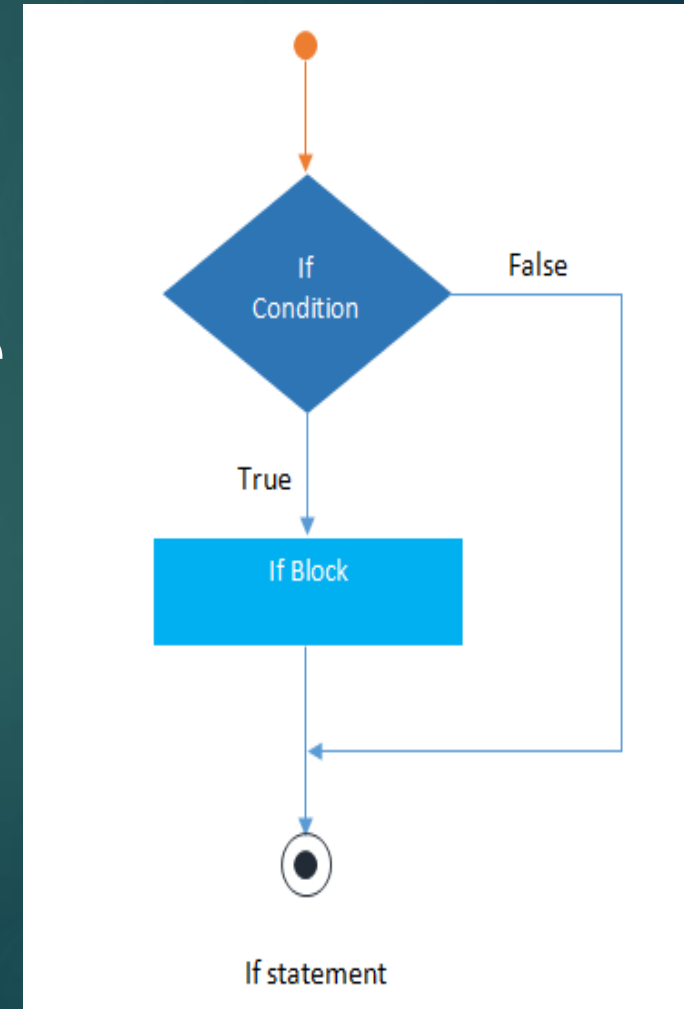 If
Condition
False
True
If Block
If statement